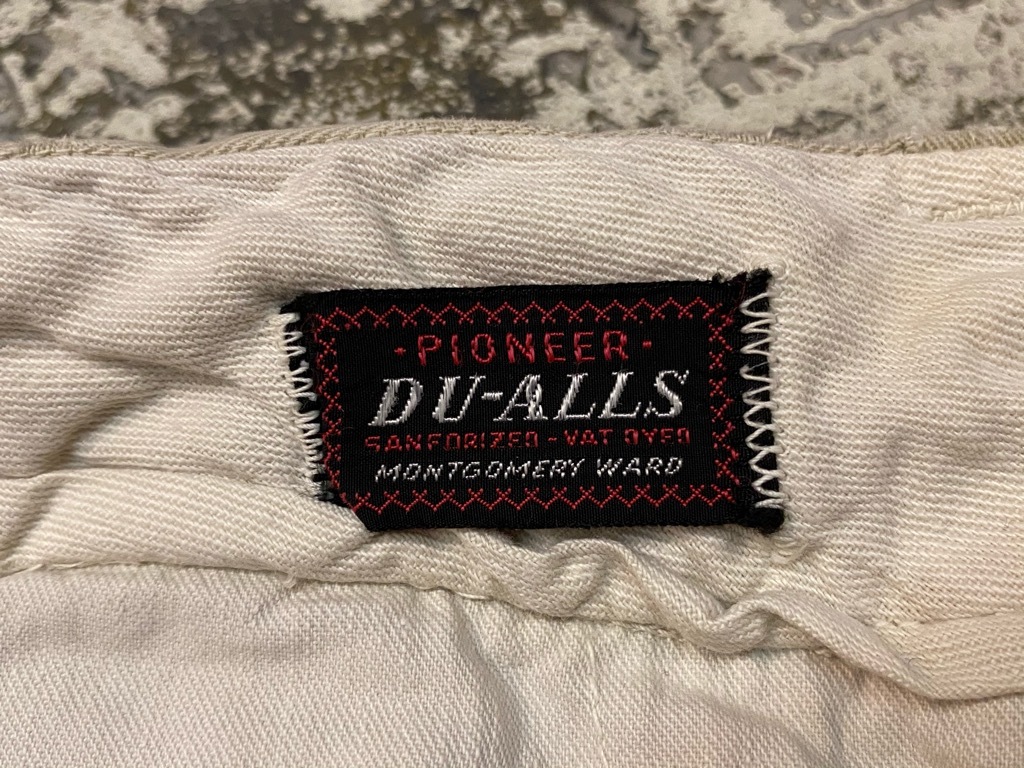 ·PIONEER·
DU-ALLS
SANFORIZED - VAT DYED
MONTGOMERY WARD